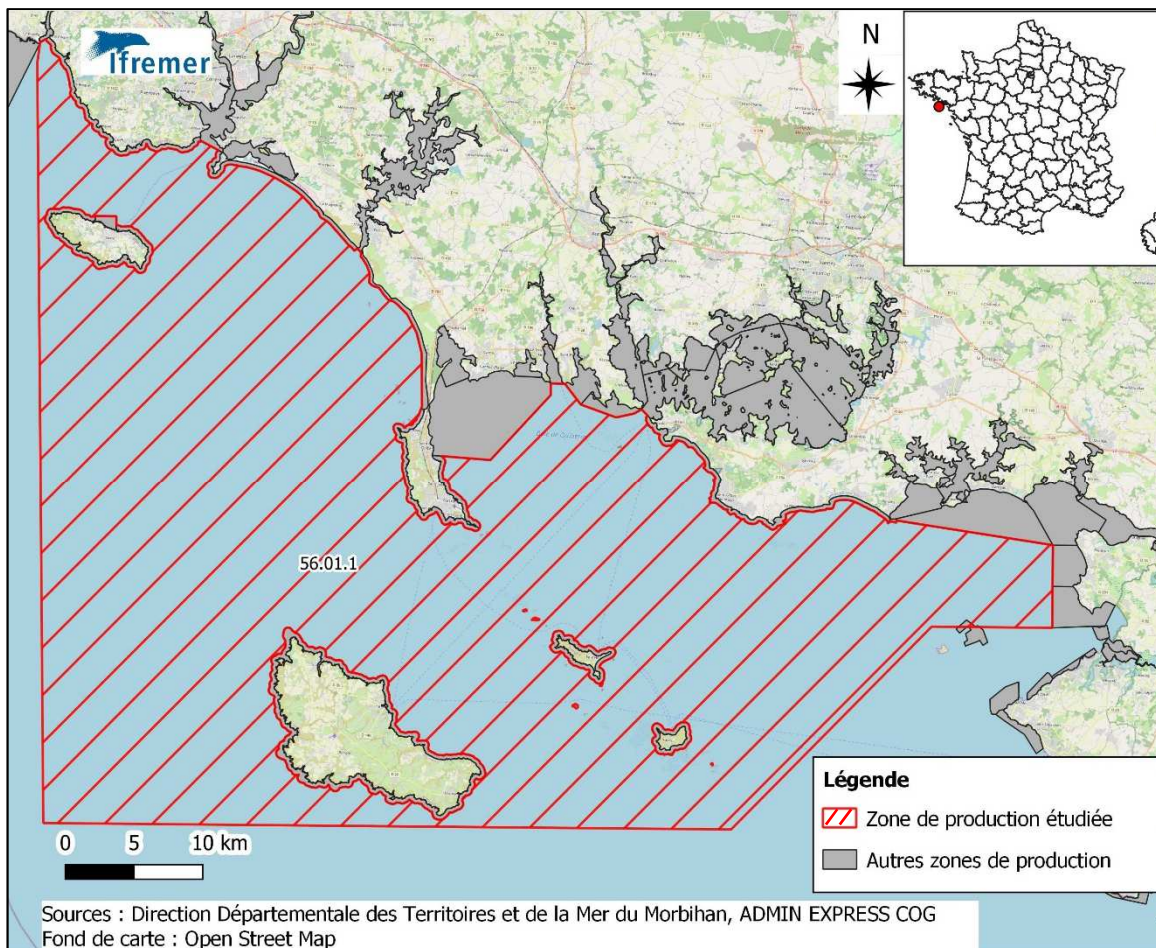 Ifremer
N
56.01.1
0 5 10 km
Légende
Zone de production étudiée
Autres zones de production
Sources : Direction Départementale des Territoires et de la Mer du Morbihan, ADMIN EXPRESS COG
Fond de carte : Open Street Map